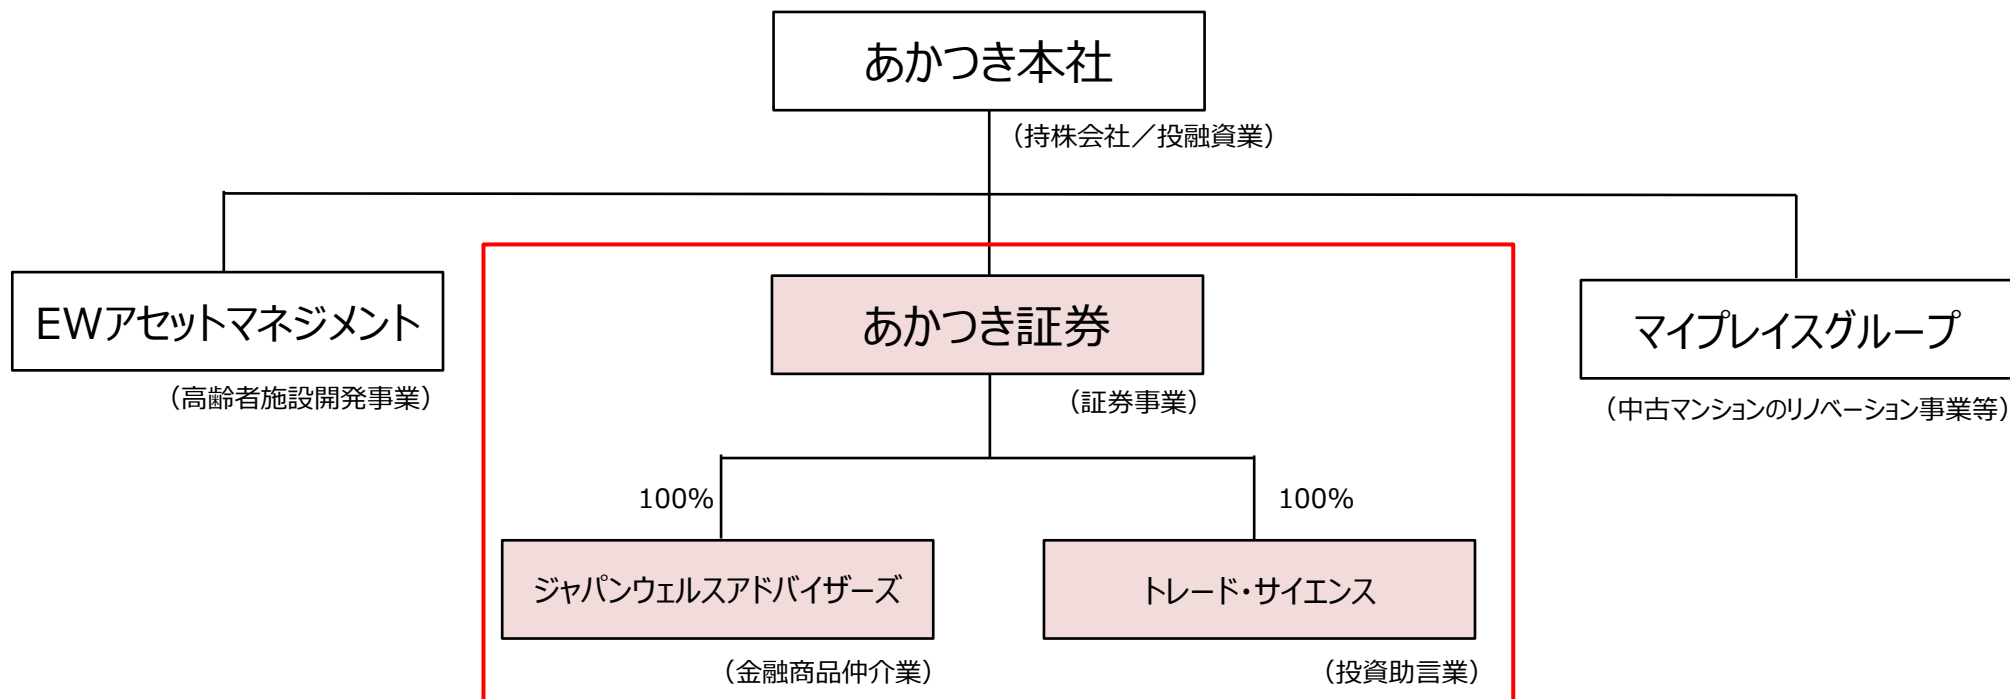 あかつき本社
（持株会社／投融資業）
EWアセットマネジメント
（高齢者施設開発事業）
あかつき証券
（証券事業）
マイプレイスグループ
（中古マンションのリノベーション事業等）
100%
100%
ジャパンウェルスアドバイザーズ
（金融商品仲介業）
トレード・サイエンス
（投資助言業）